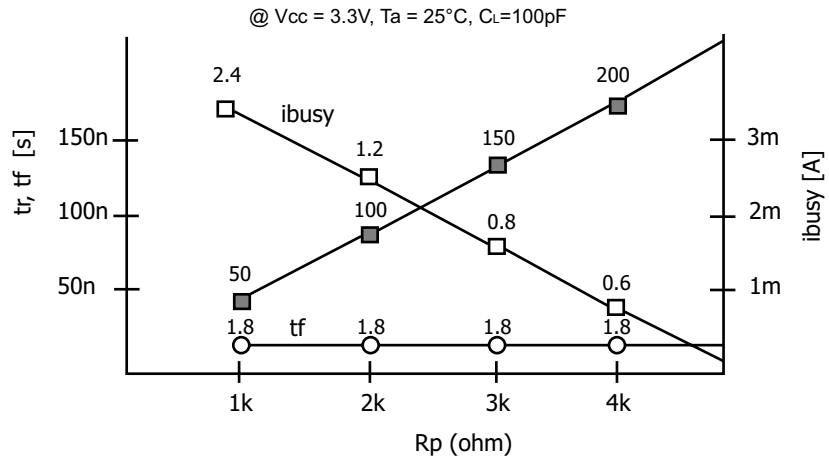 @ Vcc = 3.3V, Ta = 25°C, CL=100pF
2.4
200
ibusy
150n
150
3m
1.2
tr, tf [s]
ibusy [A]
100n
100
2m
0.8
50n
50
0.6
1m
1.8
tf
1.8
1.8
1.8
1k
2k
3k
4k
Rp (ohm)